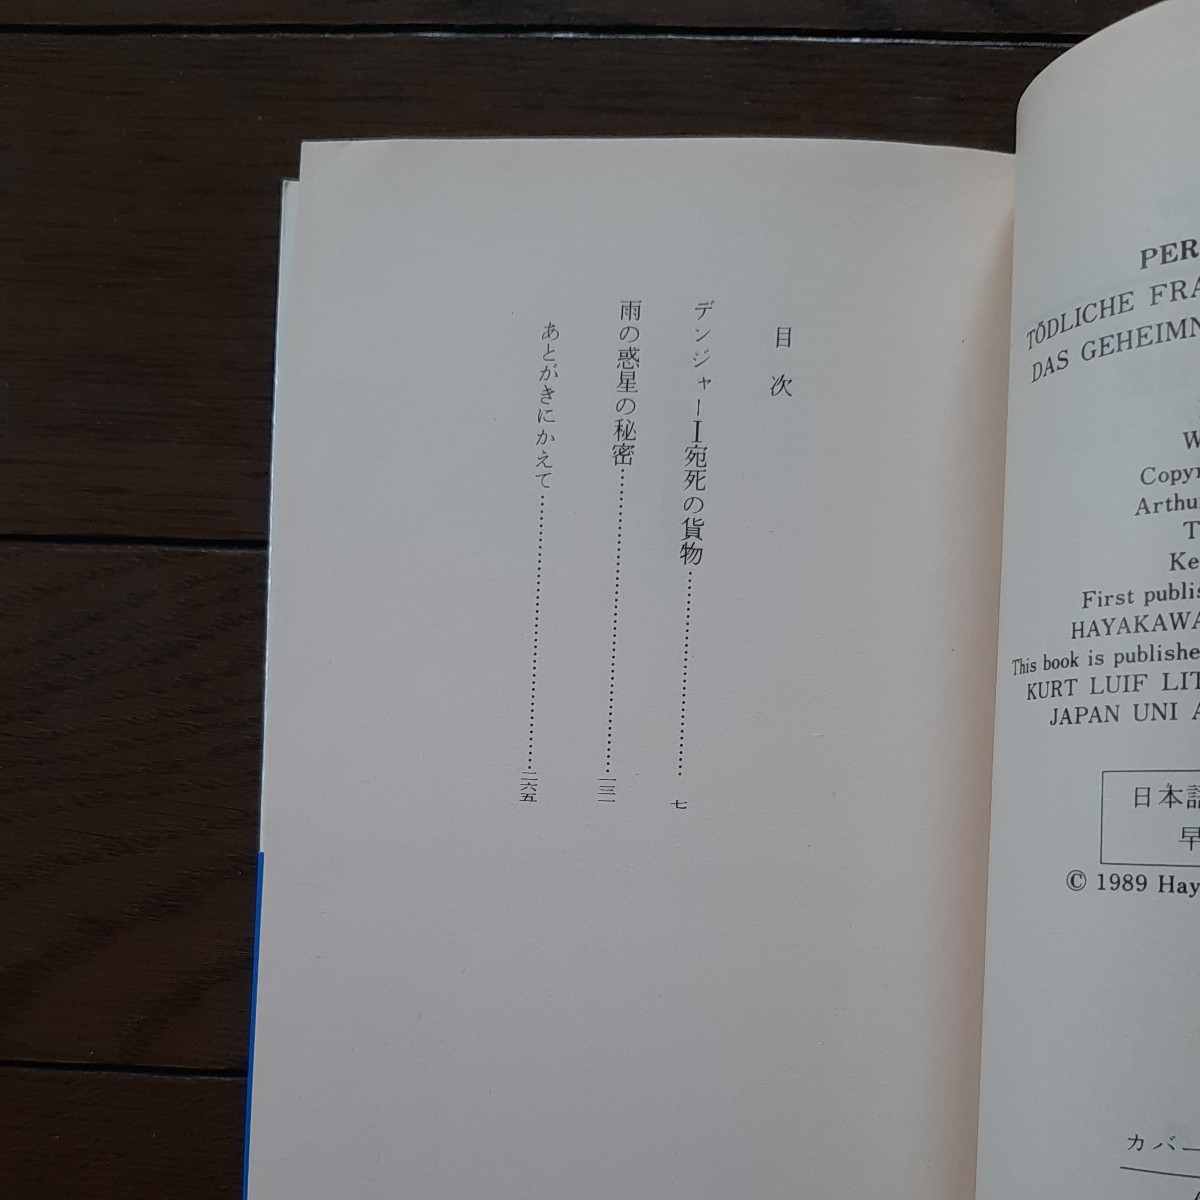 目次
デンジャーI宛死の貨物……………………七
雨の惑星の秘密……………………一三一
あとがきにかえて……………………二六五
PER
TÖDLICHE FRA
DAS GEHEIMN
W
Copyr
Arthu
T
Ke
First publis
HAYAKAWA
This book is publishe
KURT LUIF LIT
JAPAN UNI A
日本語
早
© 1989 Hay
カバー